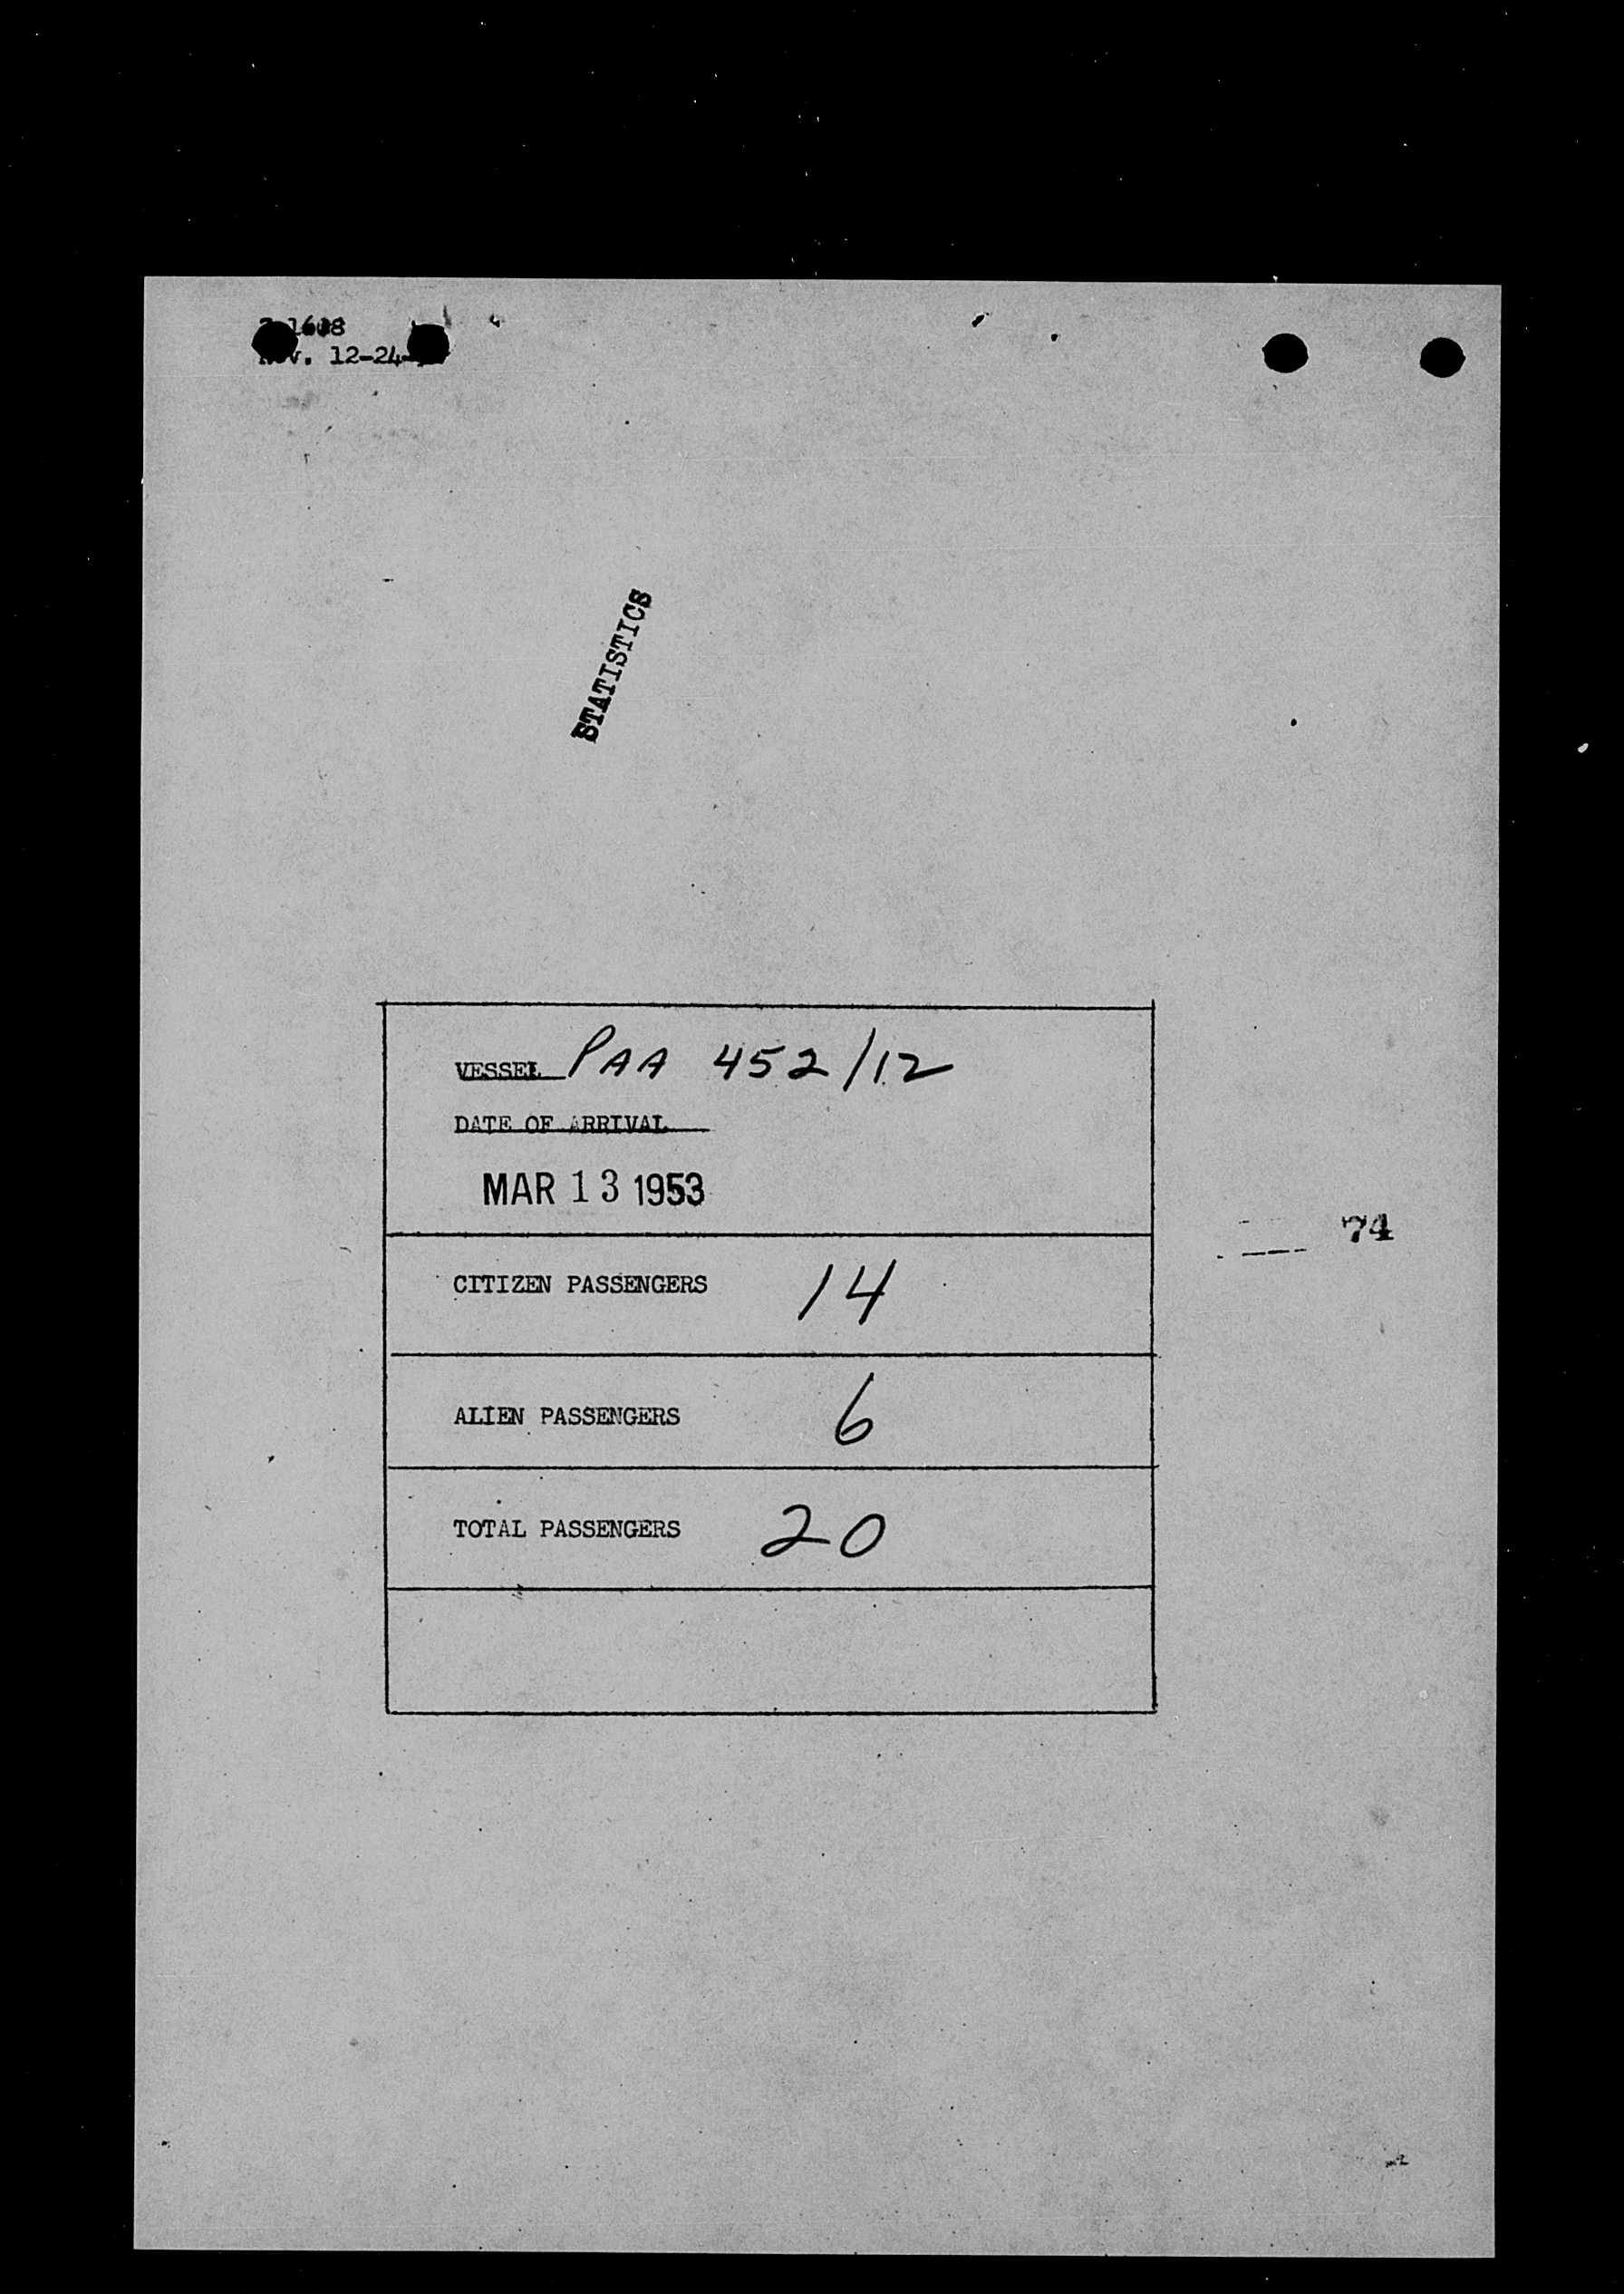 12-24-
STATISTICS
VESSEL PAA 452/12
DATE OF ARRIVAL
MAR 13 1953
74
CITIZEN PASSENGERS 14
ALIEN PASSENGERS 6
TOTAL PASSENGERS 20